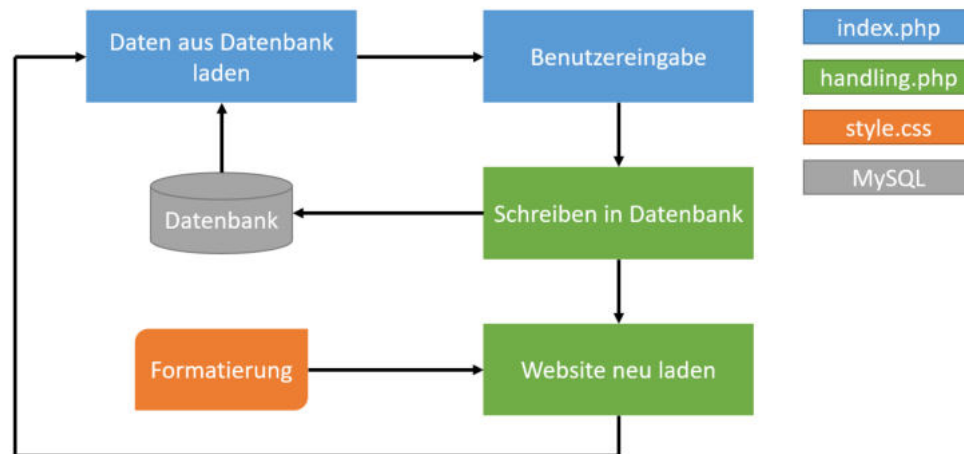 Daten aus Datenbank
laden
Benutzereingabe
index.php
handling.php
style.css
MySQL
Datenbank
Schreiben in Datenbank
Formatierung
Website neu laden